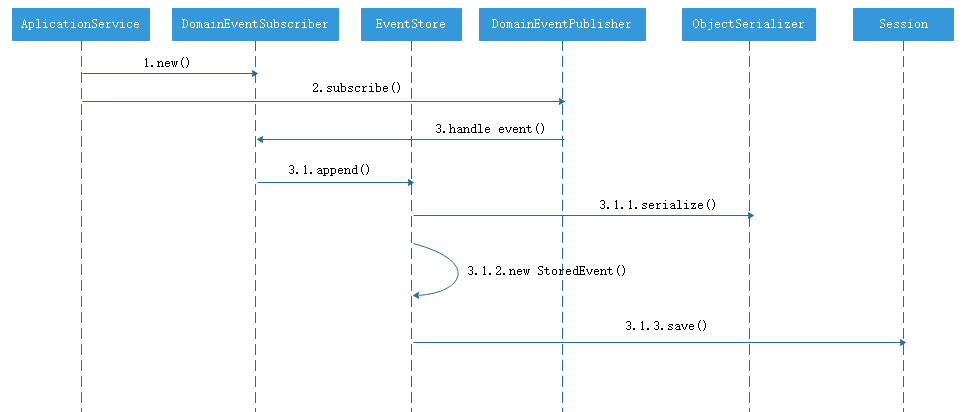 AplicationService
DomainEventSubscriber
EventStore
DomainEventPublisher
ObjectSerializer
Session
1.new()
2.subscribe()
3.handle event()
3.1.append()
3.1.1.serialize()
3.1.2.new StoredEvent()
3.1.3.save()